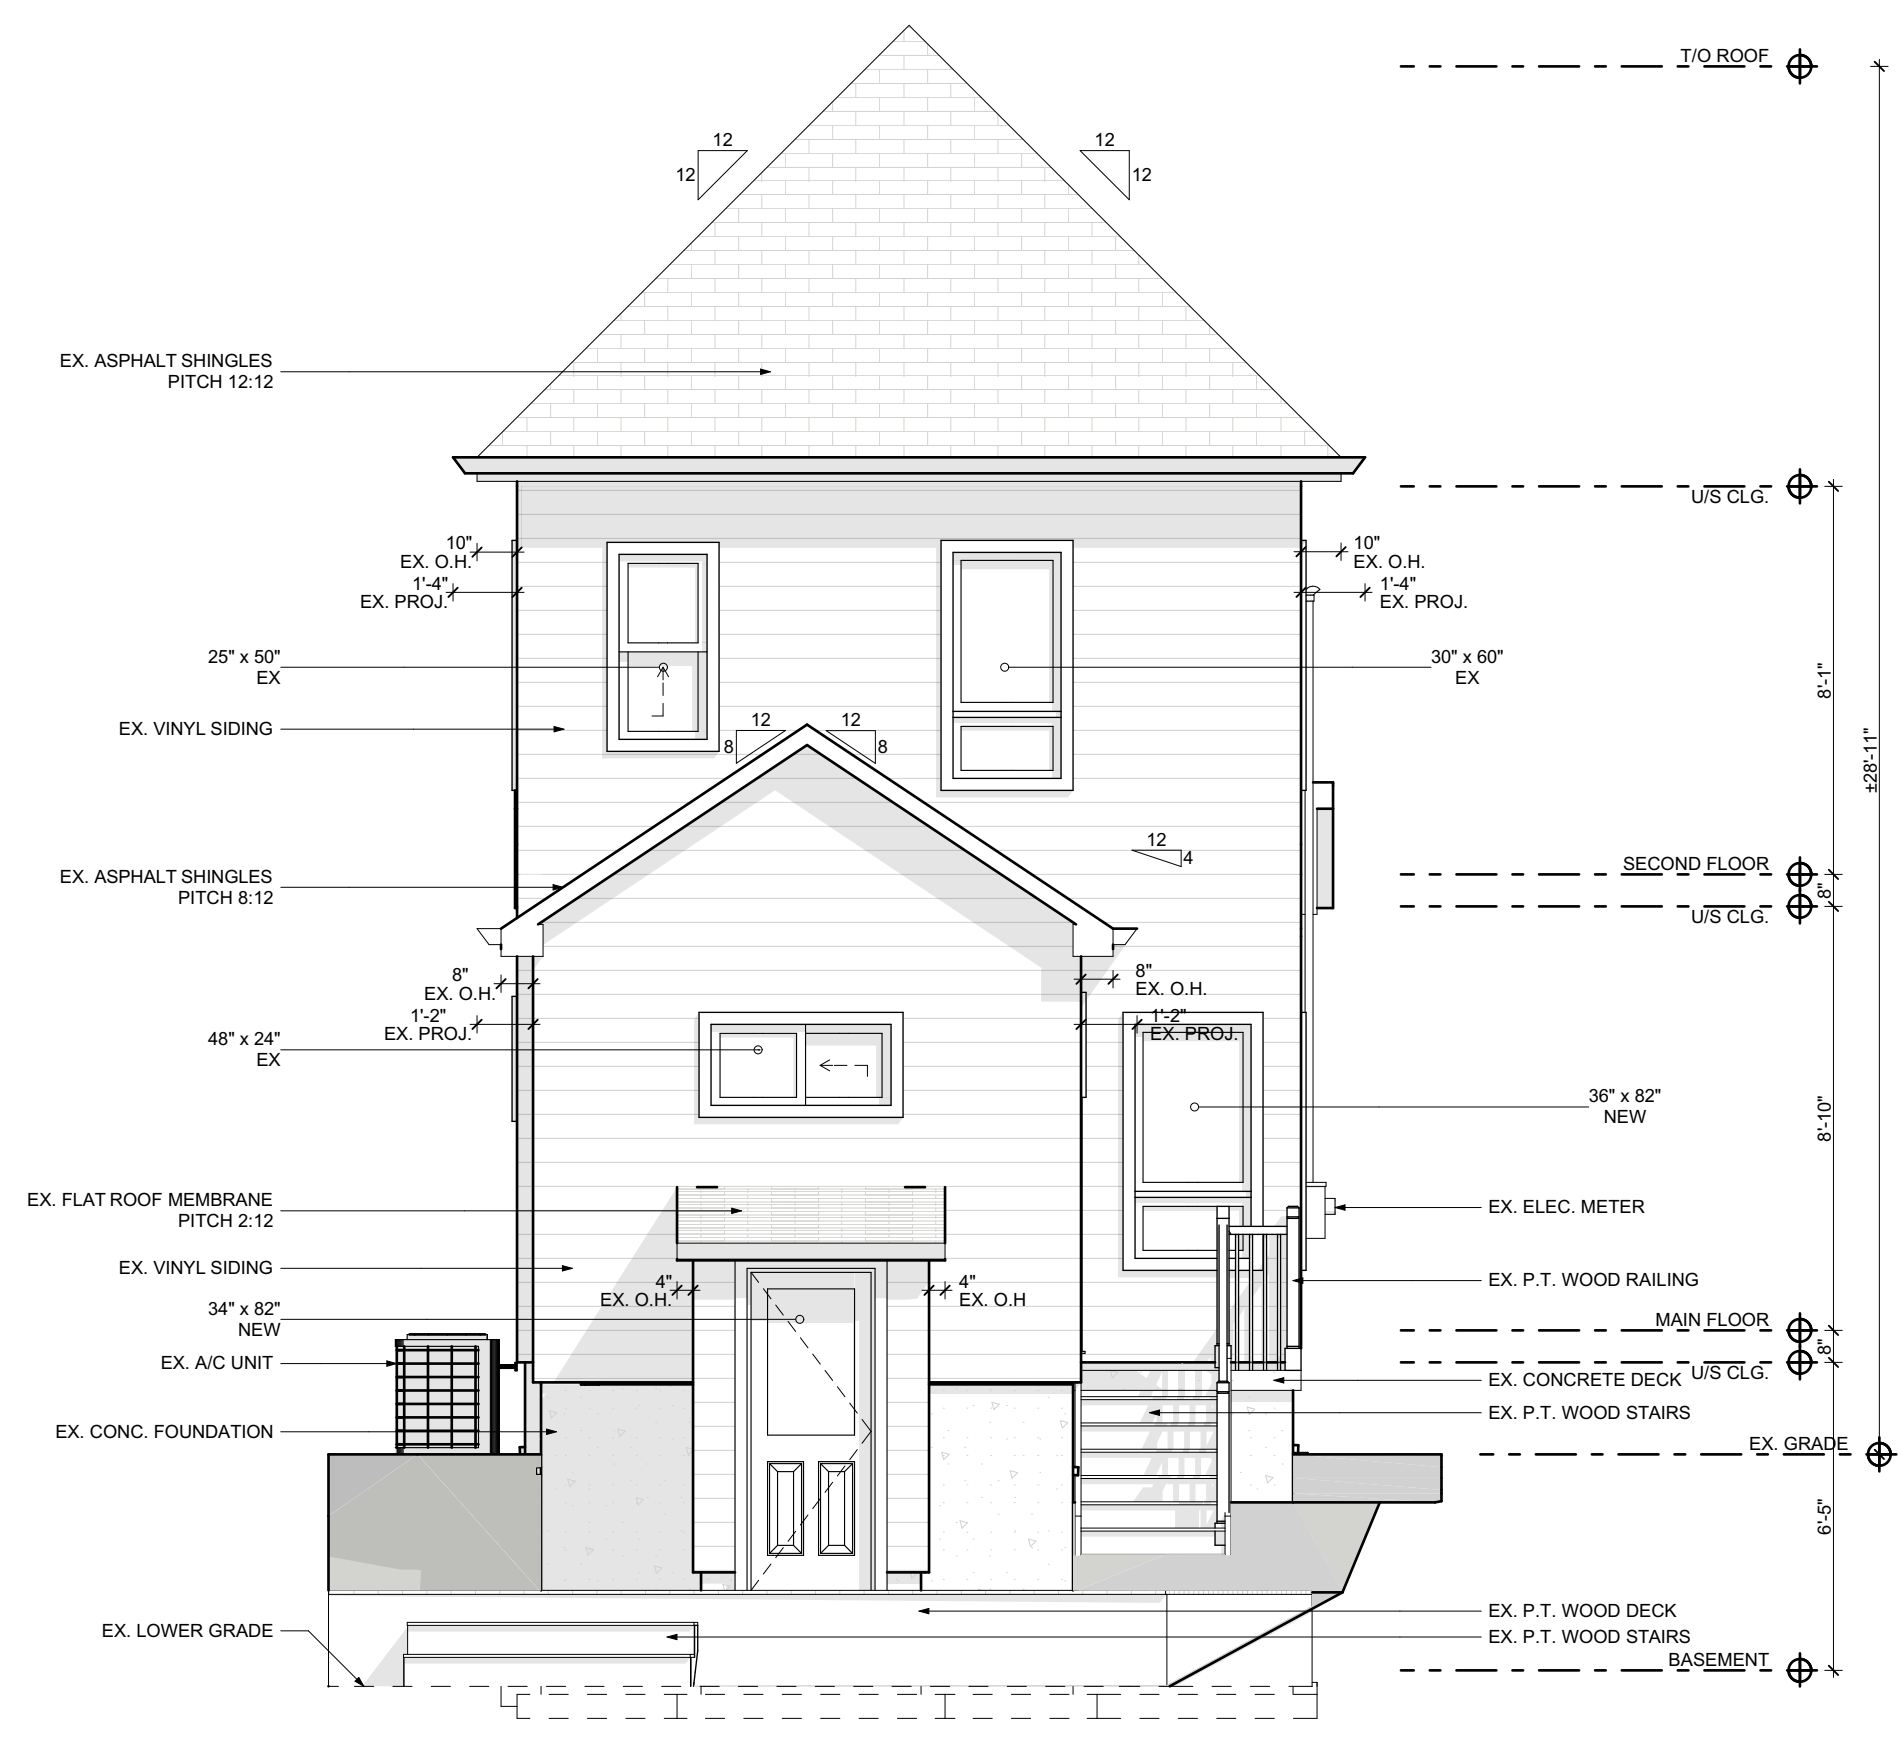 T/O ROOF
12
12
12
12
EX. ASPHALT SHINGLES
PITCH 12:12
U/S CLG.
10"
EX. O.H.
1'-4"
EX. PROJ.
10"
EX. O.H.
1'-4"
EX. PROJ.
25" x 50"
EX
30" x 60"
EX
8'-1"
EX. VINYL SIDING
12
8
12
8
±28'-11"
12
4
EX. ASPHALT SHINGLES
PITCH 8:12
SECOND FLOOR
8"
U/S CLG.
8"
EX. O.H.
1'-2"
EX. PROJ.
8"
EX. O.H.
1'-2"
EX. PROJ.
48" x 24"
EX
36" x 82"
NEW
8'-10"
EX. FLAT ROOF MEMBRANE
PITCH 2:12
EX. ELEC. METER
EX. VINYL SIDING
4"
EX. O.H.
4"
EX. O.H
EX. P.T. WOOD RAILING
34" x 82"
NEW
MAIN FLOOR
8"
U/S CLG.
EX. A/C UNIT
EX. CONCRETE DECK
EX. P.T. WOOD STAIRS
EX. CONC. FOUNDATION
EX. GRADE
6'-5"
EX. P.T. WOOD DECK
EX. LOWER GRADE
EX. P.T. WOOD STAIRS
BASEMENT